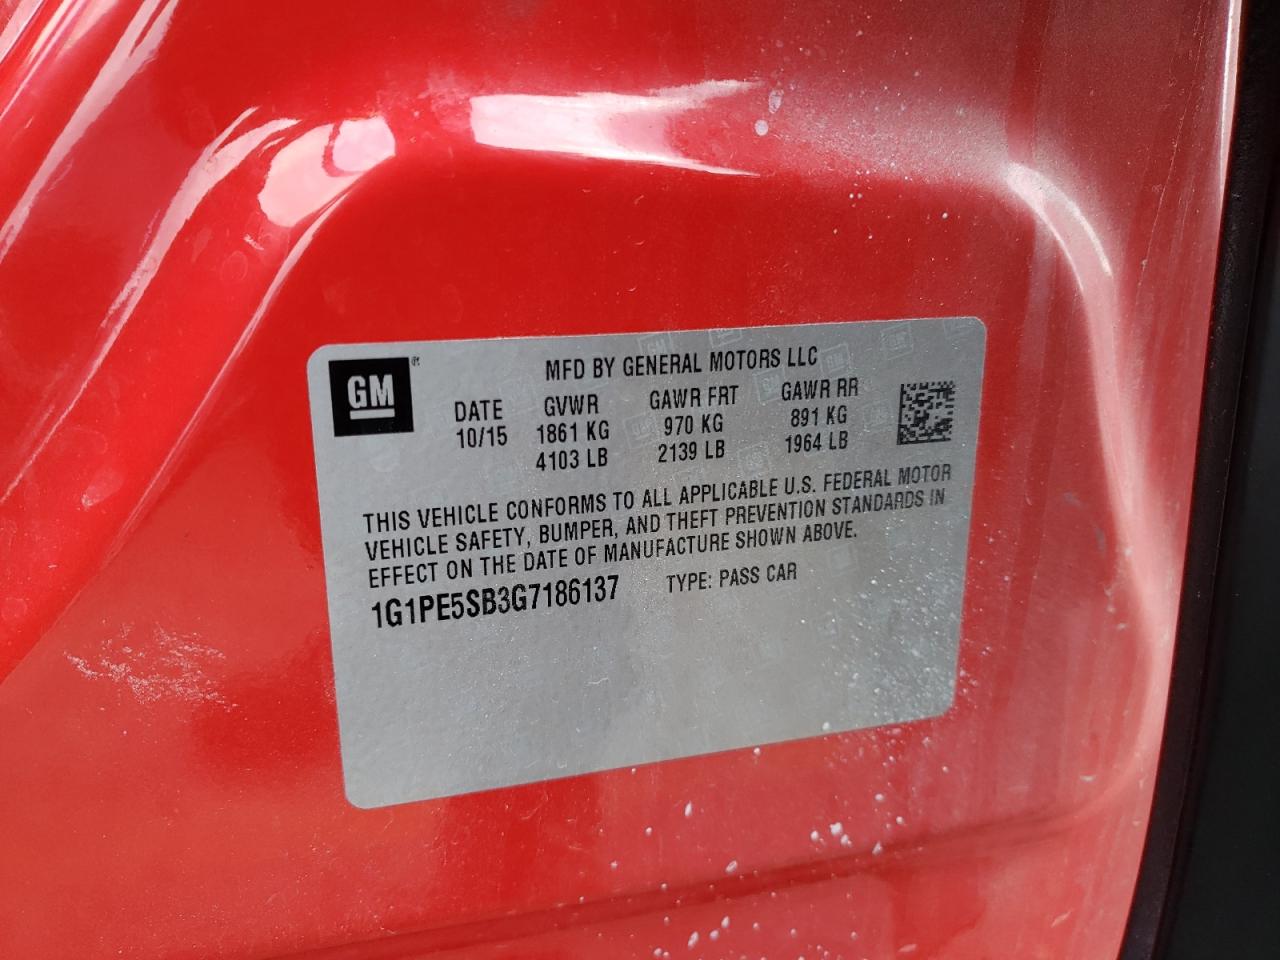 GM®
MFD BY GENERAL MOTORS LLC
DATE GVWR GAWR FRT GAWR RR
10/15 1861 KG 970 KG 891 KG
4103 LB 2139 LB 1964 LB
THIS VEHICLE CONFORMS TO ALL APPLICABLE U.S. FEDERAL MOTOR
VEHICLE SAFETY, BUMPER, AND THEFT PREVENTION STANDARDS IN
EFFECT ON THE DATE OF MANUFACTURE SHOWN ABOVE.
1G1PE5SB3G7186137 TYPE: PASS CAR